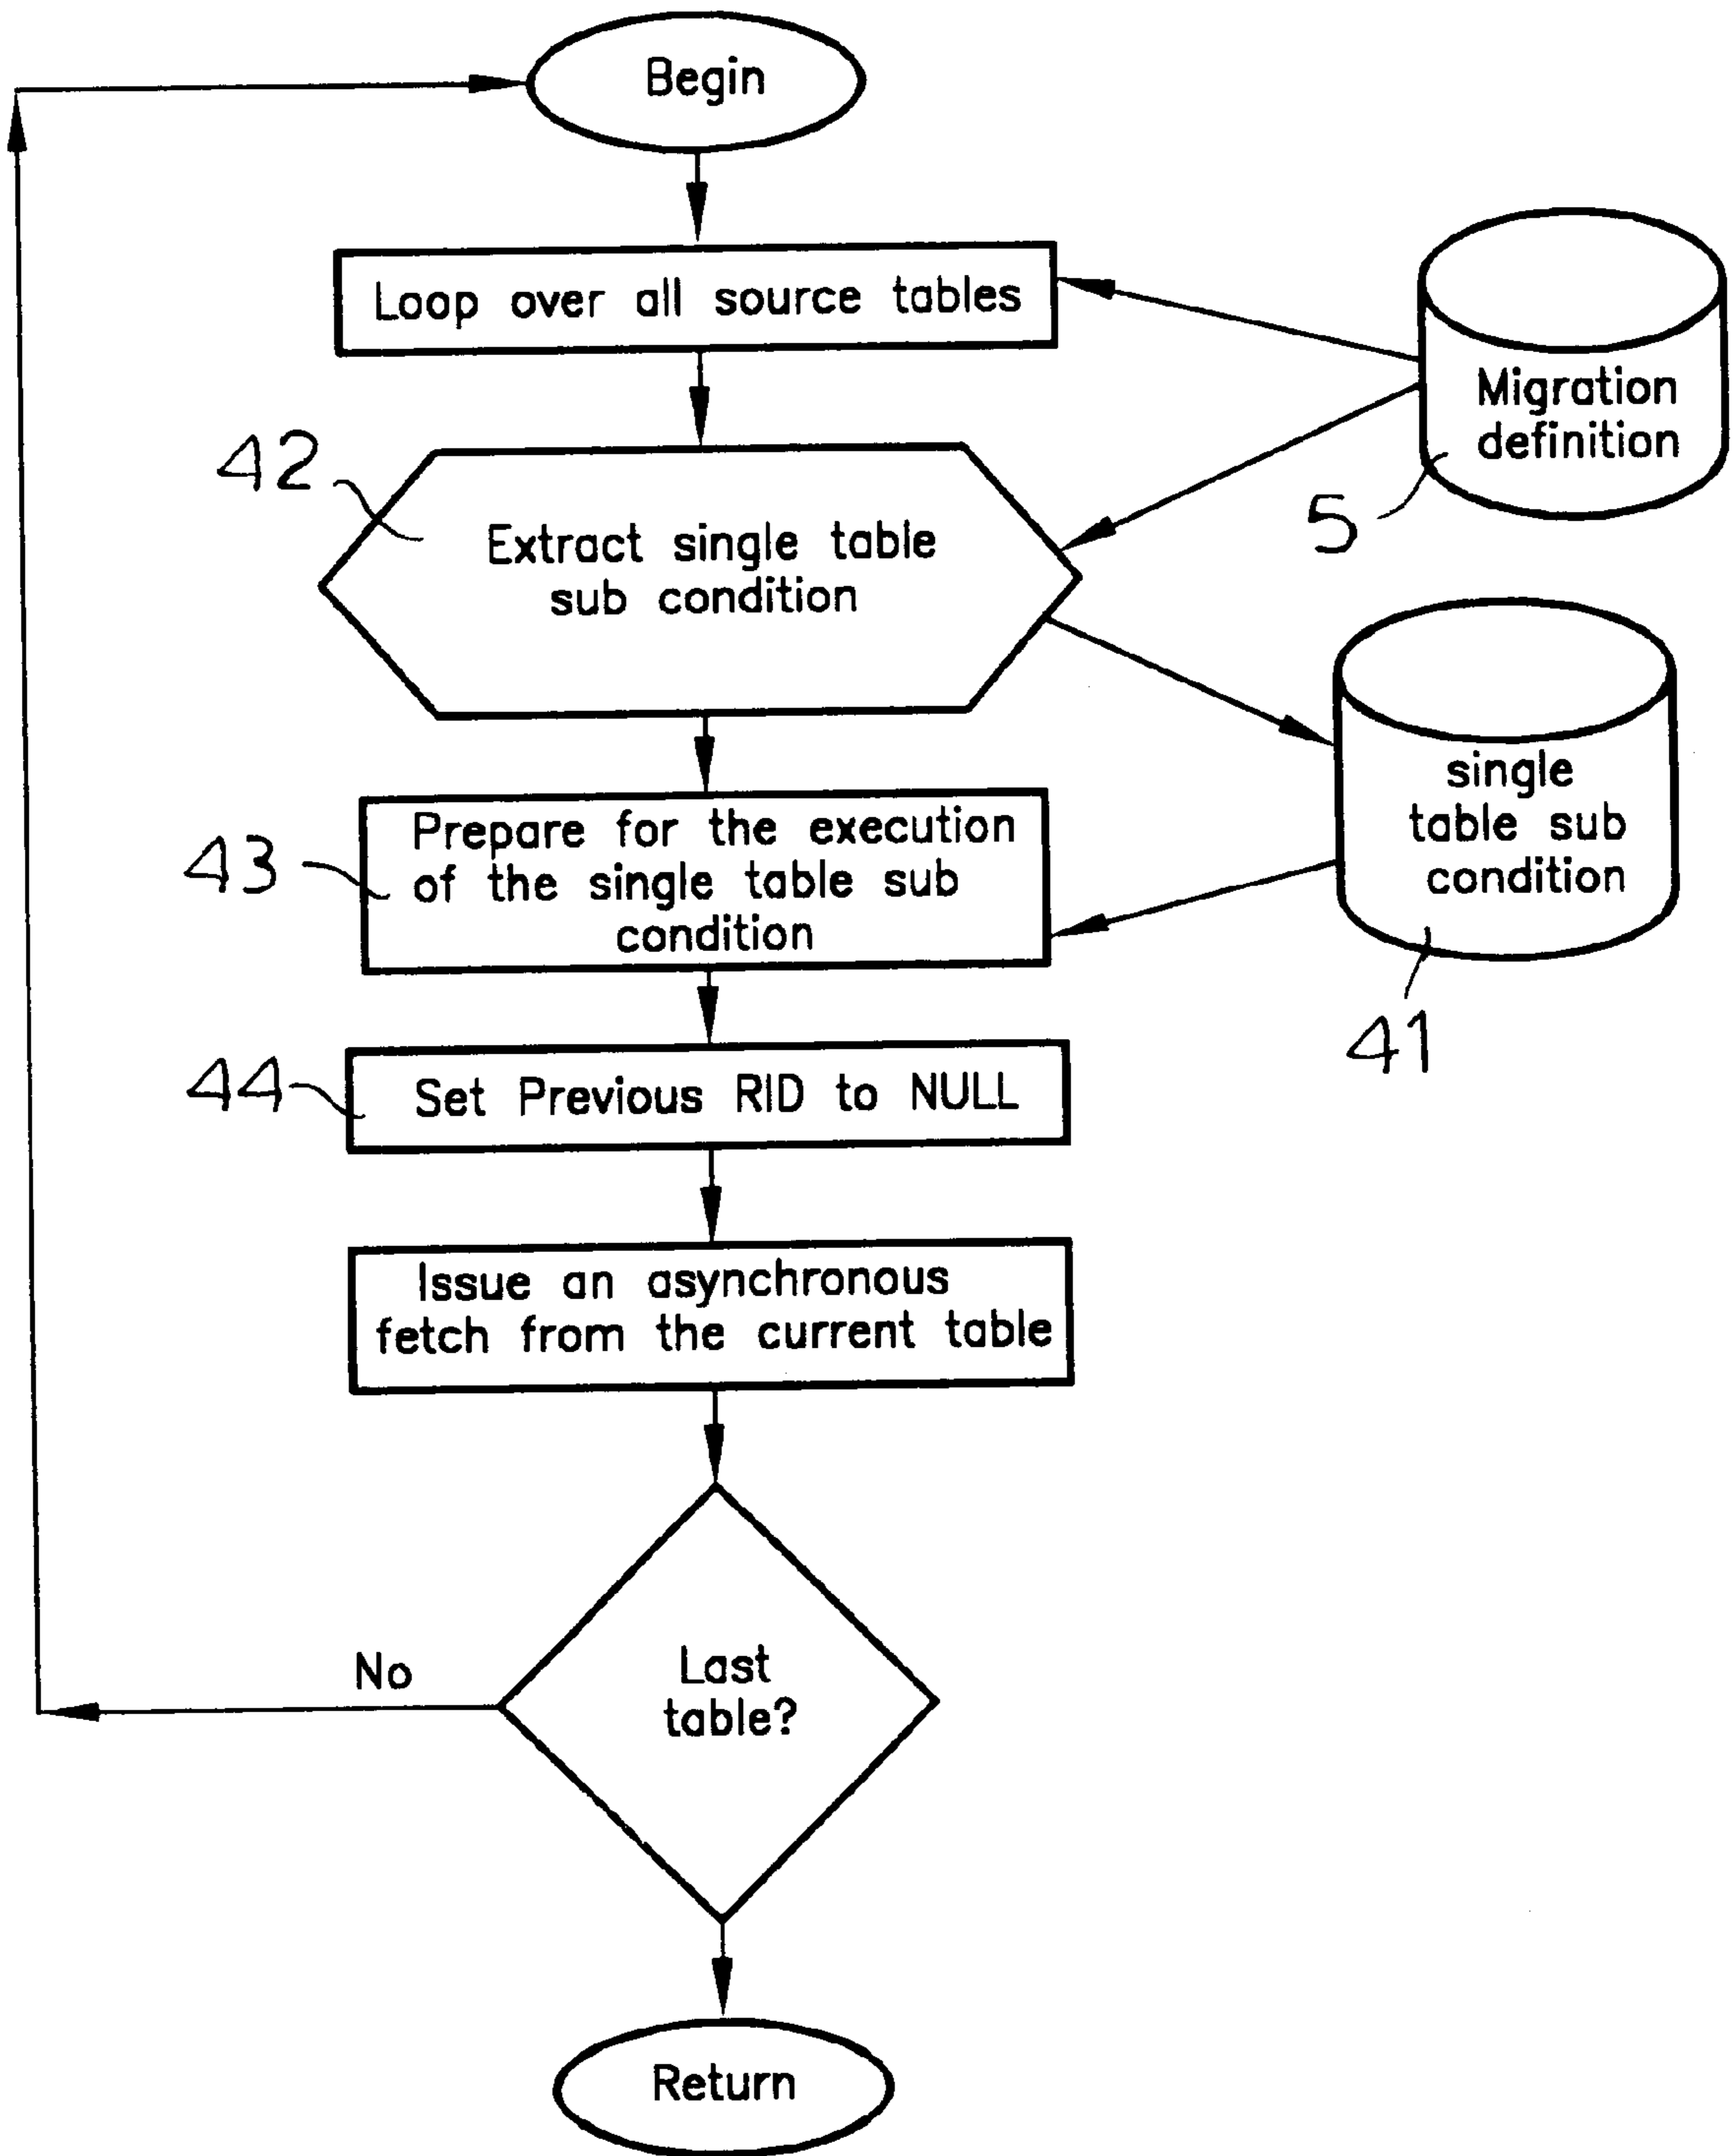 Begin
Loop over all source tables
Migration
definition
5
42
Extract single table
sub condition
single
table sub
condition
41
43
Prepare for the execution
of the single table sub
condition
44
Set Previous RID to NULL
Issue an asynchronous
fetch from the current table
Last
table?
No
Return